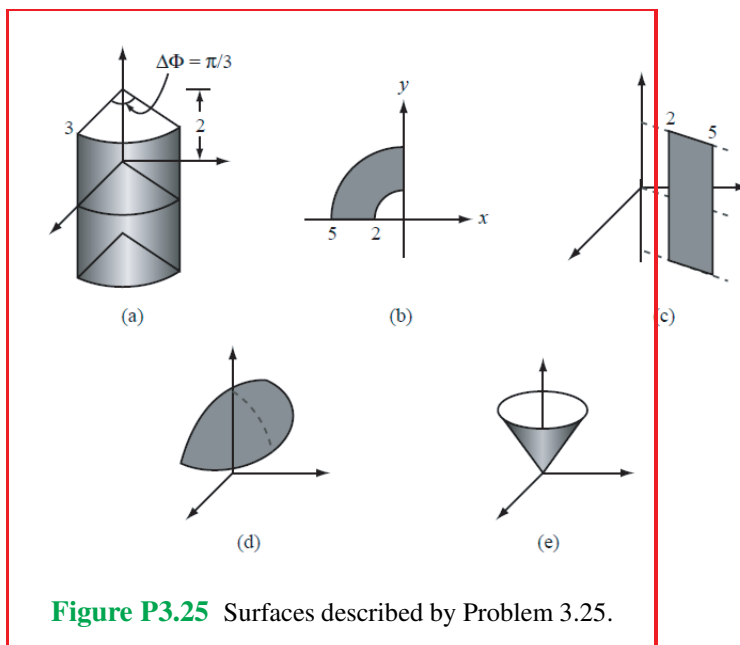 ΔΦ = π/3
3
2
(a)
y
x
5 2
(b)
2
5
(c)
(d)
(e)
Figure P3.25 Surfaces described by Problem 3.25.